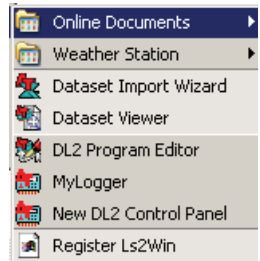 Online Documents
Weather Station
Dataset Import Wizard
Dataset Viewer
DL2 Program Editor
MyLogger
New DL2 Control Panel
Register Ls2Win